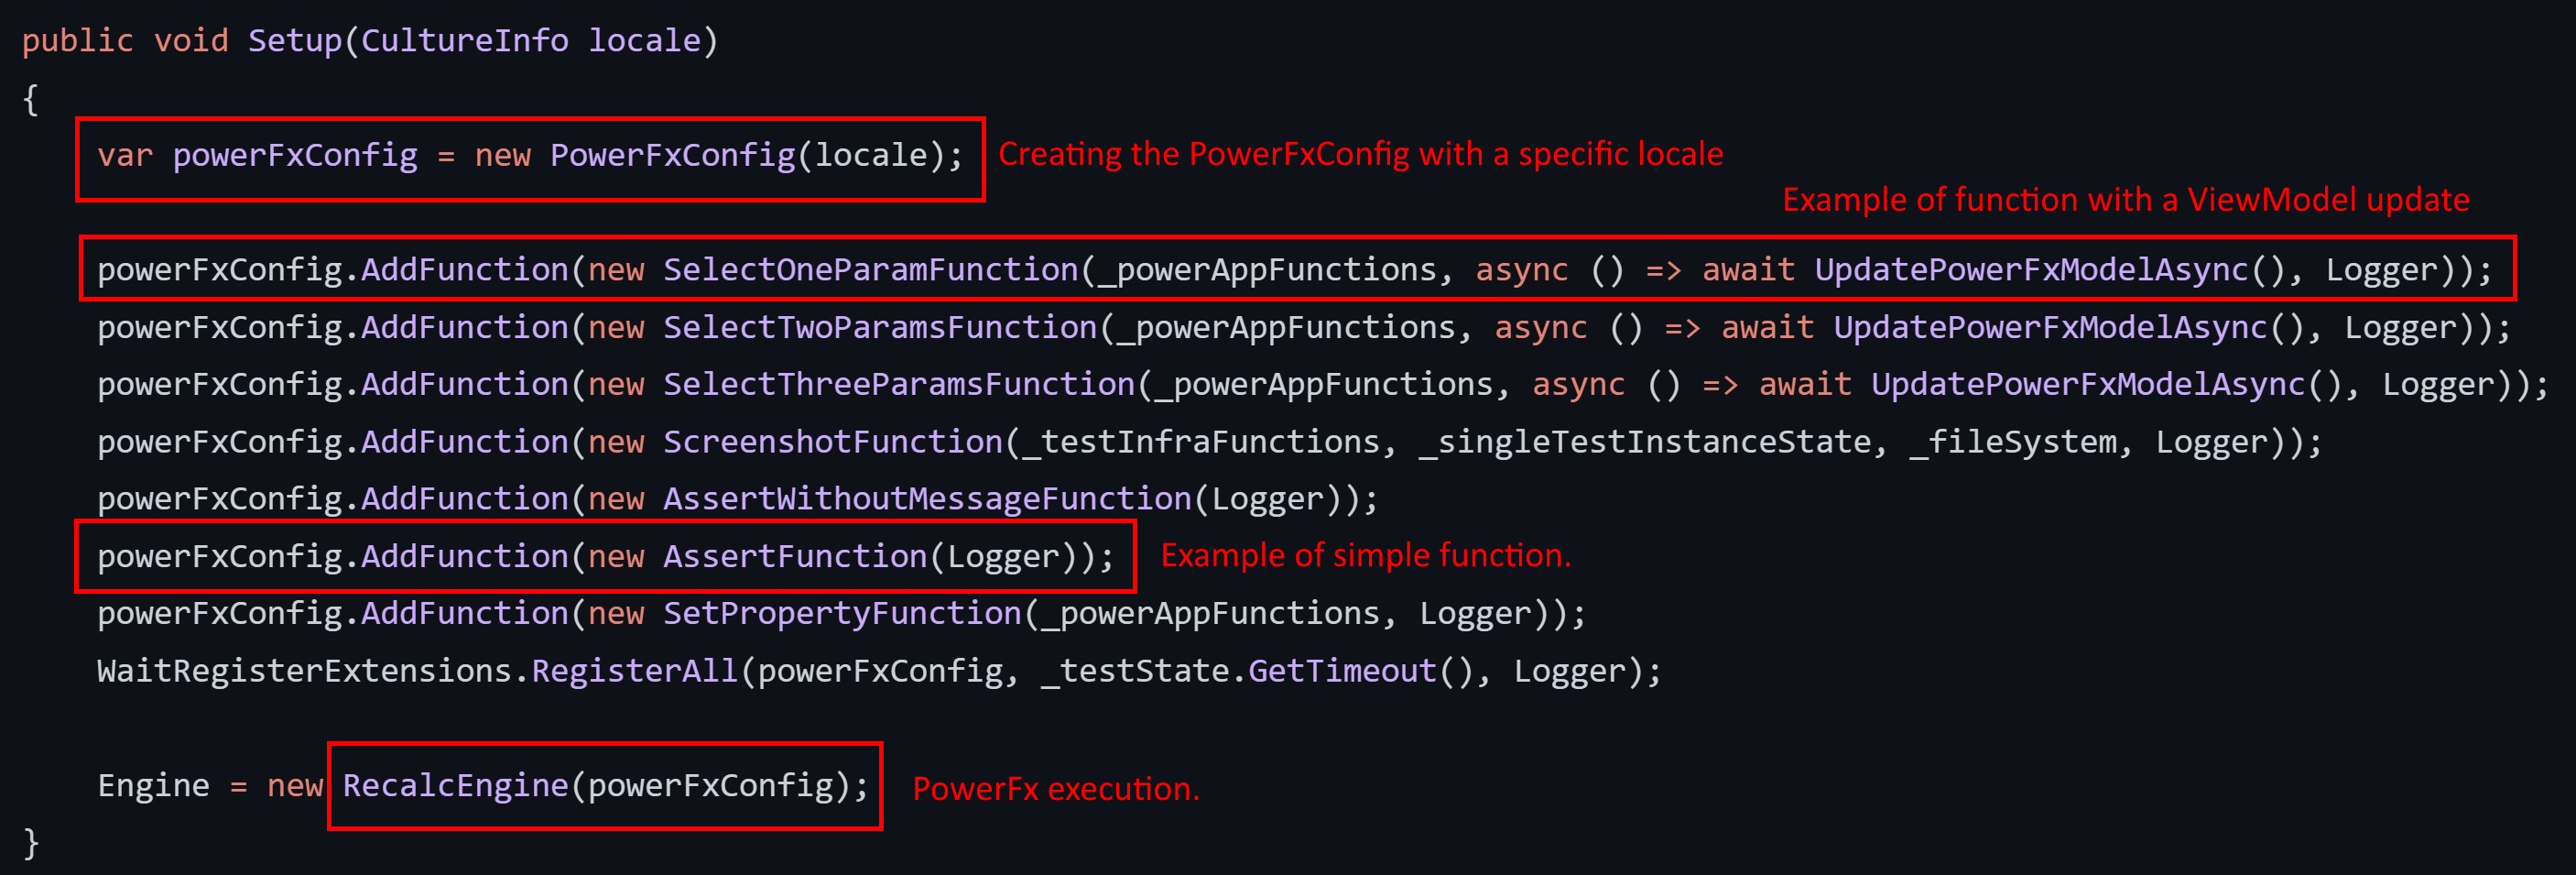 public void Setup(CultureInfo locale)
{
var powerFxConfig = new PowerFxConfig(locale); Creating the PowerFxConfig with a specific locale
Example of function with a ViewModel update
powerFxConfig.AddFunction(new SelectOneParamFunction(_powerAppFunctions, async () => await UpdatePowerFxModelAsync(), Logger));
powerFxConfig.AddFunction(new SelectTwoParamsFunction(_powerAppFunctions, async () => await UpdatePowerFxModelAsync(), Logger));
powerFxConfig.AddFunction(new SelectThreeParamsFunction(_powerAppFunctions, async () => await UpdatePowerFxModelAsync(), Logger));
powerFxConfig.AddFunction(new ScreenshotFunction(_testInfraFunctions, _singleTestInstanceState, _fileSystem, Logger));
powerFxConfig.AddFunction(new AssertWithoutMessageFunction(Logger));
powerFxConfig.AddFunction(new AssertFunction(Logger)); Example of simple function.
powerFxConfig.AddFunction(new SetPropertyFunction(_powerAppFunctions, Logger));
WaitRegisterExtensions.RegisterAll(powerFxConfig, _testState.GetTimeout(), Logger);
Engine = new RecalcEngine(powerFxConfig); PowerFx execution.
}